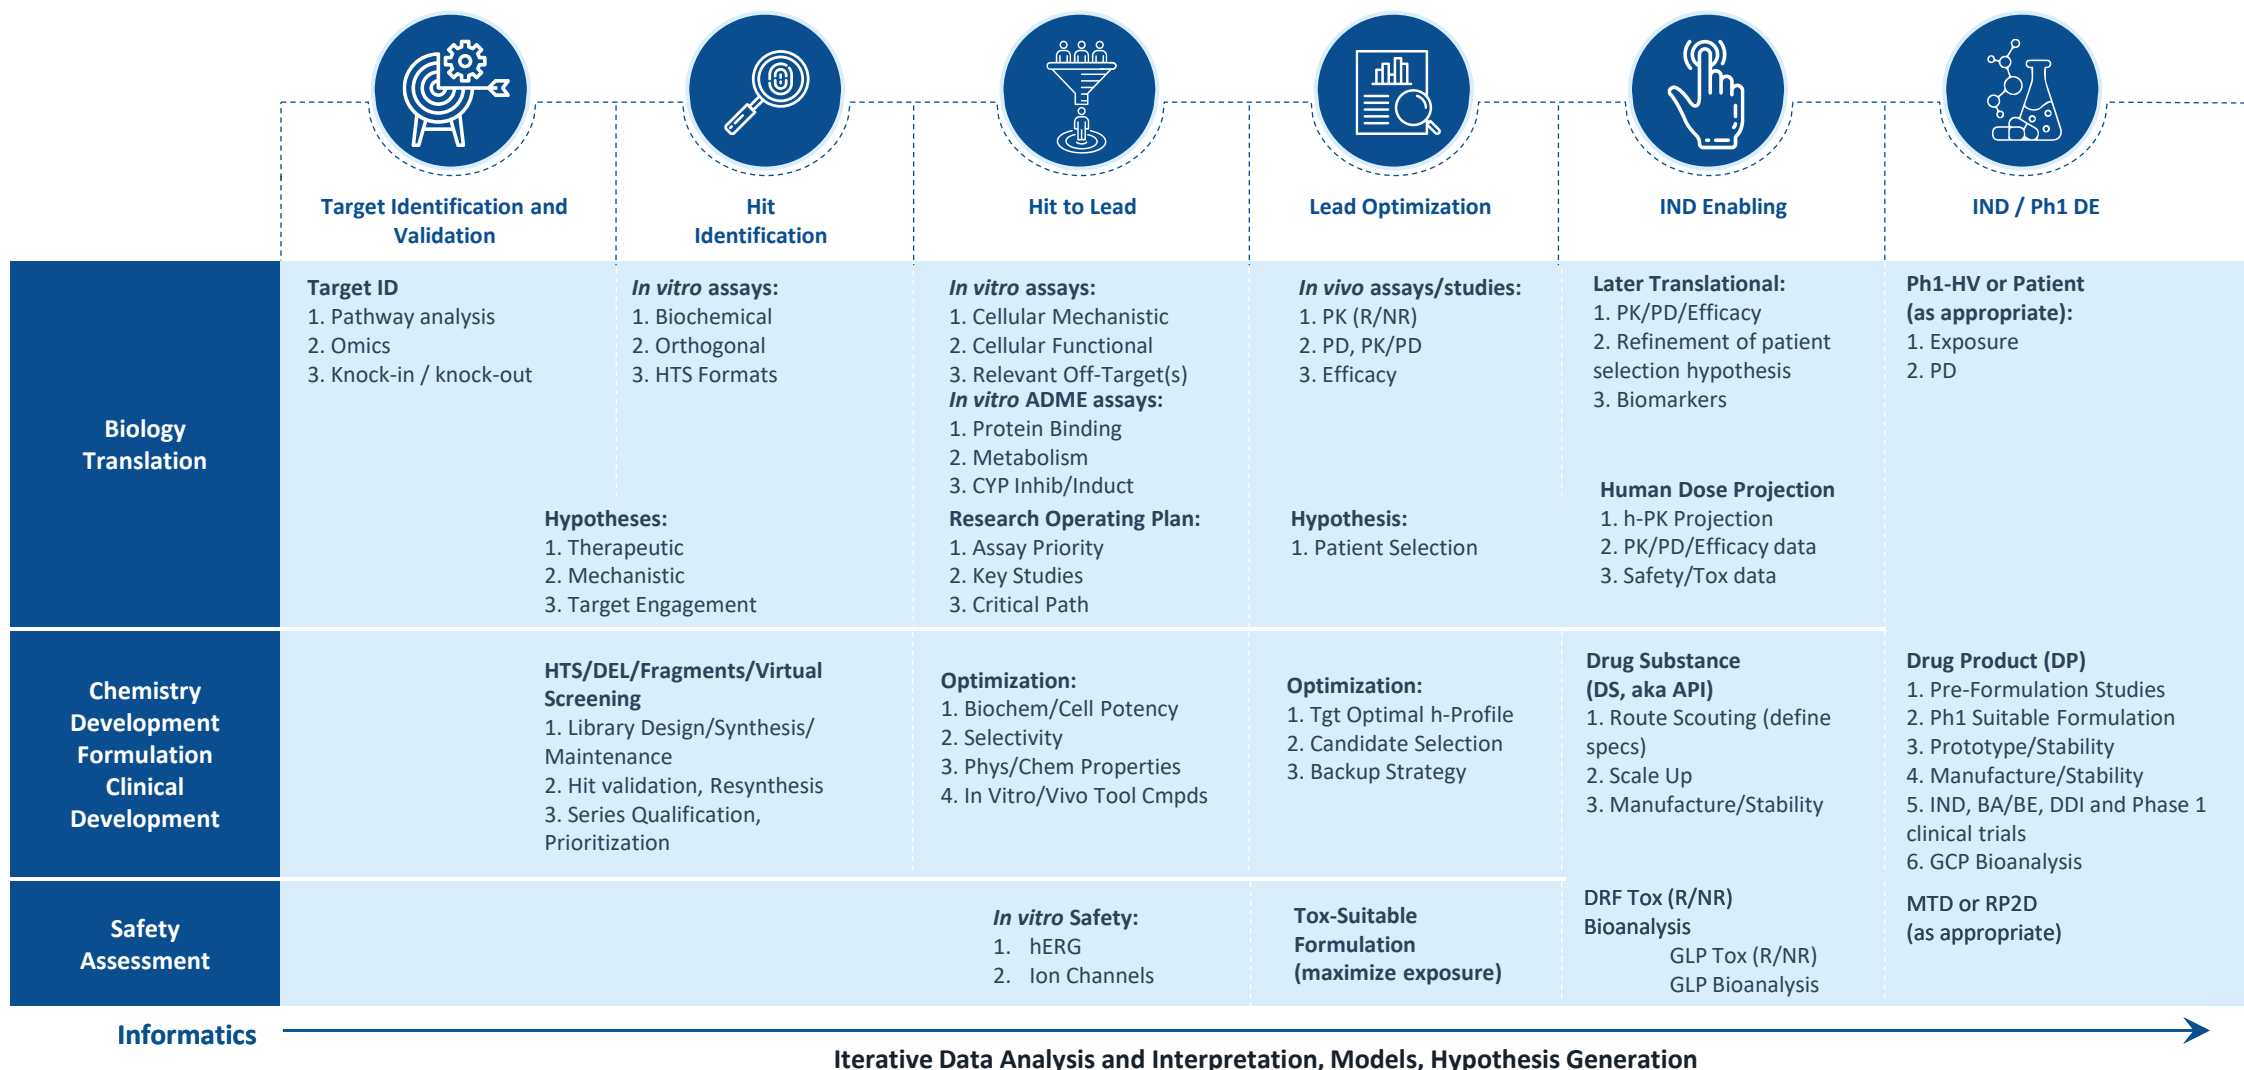 Target Identification and
Validation
Hit
Identification
Hit to Lead
Lead Optimization
IND Enabling
IND / Ph1 DE
Biology
Translation
Target ID
1. Pathway analysis
2. Omics
3. Knock-in / knock-out
In vitro assays:
1. Biochemical
2. Orthogonal
3. HTS Formats
Hypotheses:
1. Therapeutic
2. Mechanistic
3. Target Engagement
In vitro assays:
1. Cellular Mechanistic
2. Cellular Functional
3. Relevant Off-Target(s)
In vitro ADME assays:
1. Protein Binding
2. Metabolism
3. CYP Inhib/Induct
Research Operating Plan:
1. Assay Priority
2. Key Studies
3. Critical Path
In vivo assays/studies:
1. PK (R/NR)
2. PD, PK/PD
3. Efficacy
Hypothesis:
1. Patient Selection
Later Translational:
1. PK/PD/Efficacy
2. Refinement of patient
selection hypothesis
3. Biomarkers
Human Dose Projection
1. h-PK Projection
2. PK/PD/Efficacy data
3. Safety/Tox data
Ph1-HV or Patient
(as appropriate):
1. Exposure
2. PD
Chemistry
Development
Formulation
Clinical
Development
HTS/DEL/Fragments/Virtual
Screening
1. Library Design/Synthesis/
Maintenance
2. Hit validation, Resynthesis
3. Series Qualification,
Prioritization
Optimization:
1. Biochem/Cell Potency
2. Selectivity
3. Phys/Chem Properties
4. In Vitro/Vivo Tool Cmpds
Optimization:
1. Tgt Optimal h-Profile
2. Candidate Selection
3. Backup Strategy
Drug Substance
(DS, aka API)
1. Route Scouting (define
specs)
2. Scale Up
3. Manufacture/Stability
Drug Product (DP)
1. Pre-Formulation Studies
2. Ph1 Suitable Formulation
3. Prototype/Stability
4. Manufacture/Stability
5. IND, BA/BE, DDI and Phase 1
clinical trials
6. GCP Bioanalysis
Safety
Assessment
In vitro Safety:
1. hERG
2. Ion Channels
Tox-Suitable
Formulation
(maximize exposure)
DRF Tox (R/NR)
Bioanalysis
GLP Tox (R/NR)
GLP Bioanalysis
MTD or RP2D
(as appropriate)
Informatics
Iterative Data Analysis and Interpretation, Models, Hypothesis Generation